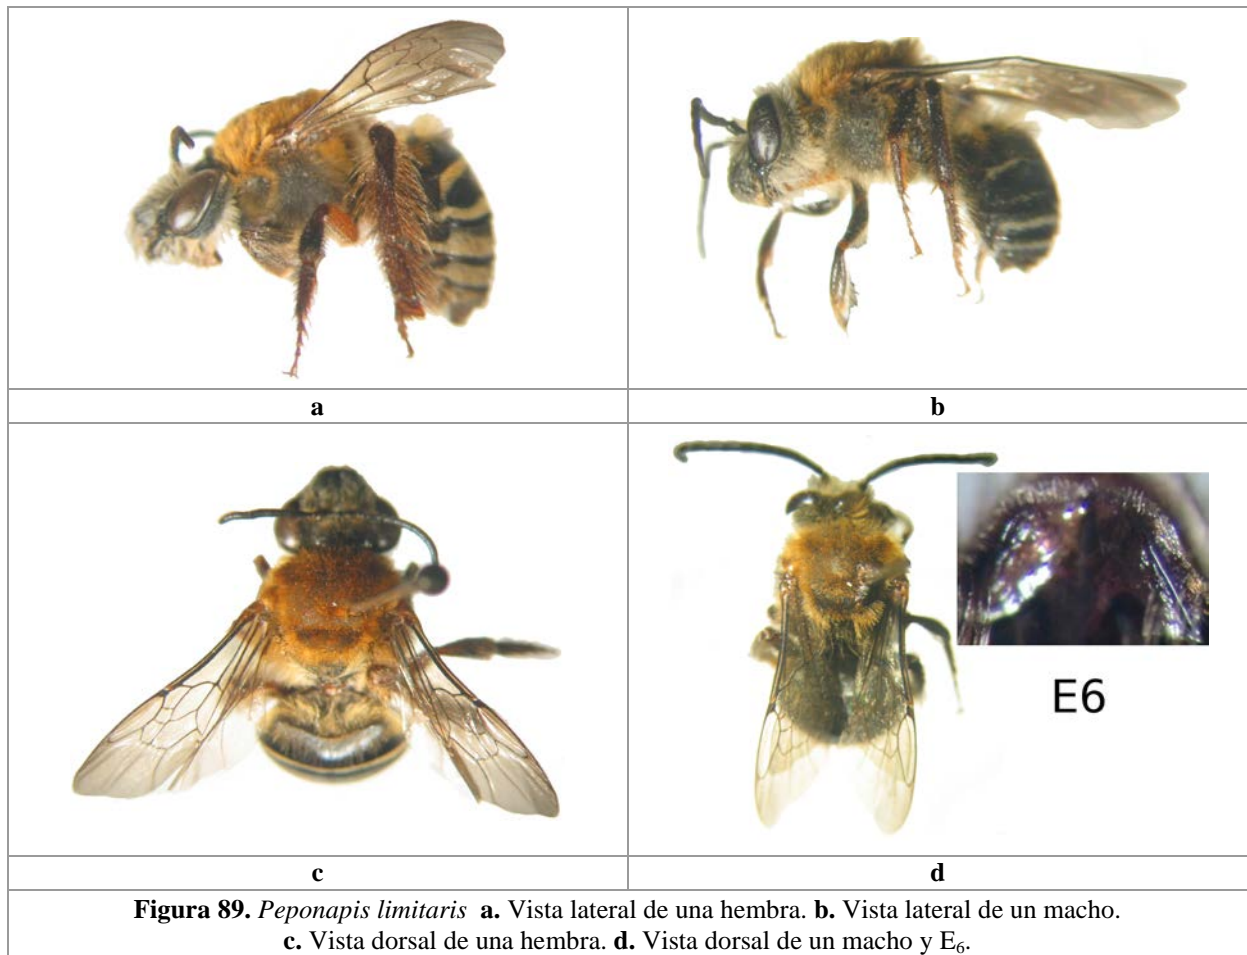 a
b
E6
c
d
Figura 89. Peponapis limitaris a. Vista lateral de una hembra. b. Vista lateral de un macho.
c. Vista dorsal de una hembra. d. Vista dorsal de un macho y E₆.